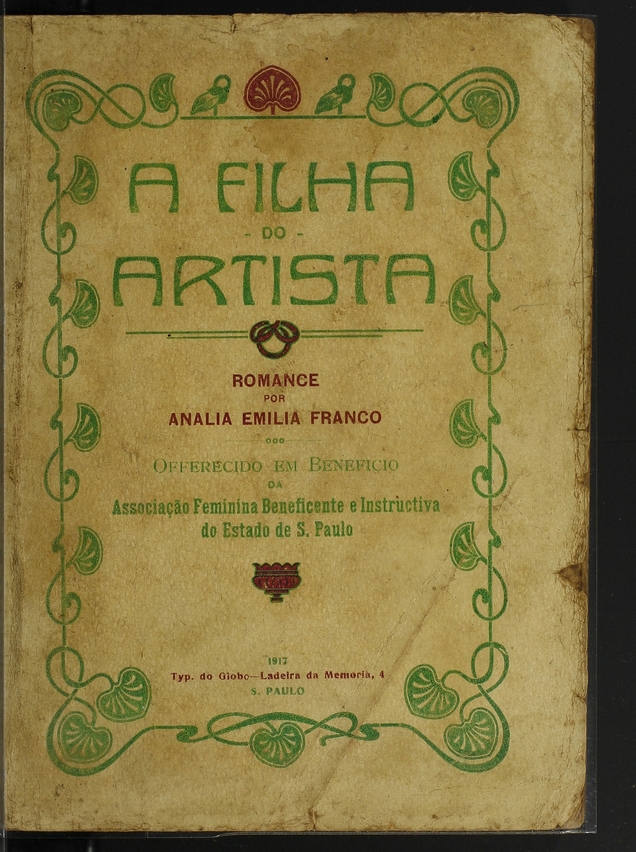 A FILHA
- DO -
ARTISTA
ROMANCE
POR
ANALIA EMILIA FRANCO
OFFERECIDO EM BENEFICIO
DA
Associação Feminina Beneficente e Instructiva
do Estado de S. Paulo
1917
Typ. do Globo—Ladeira da Memoria, 4
S. PAULO